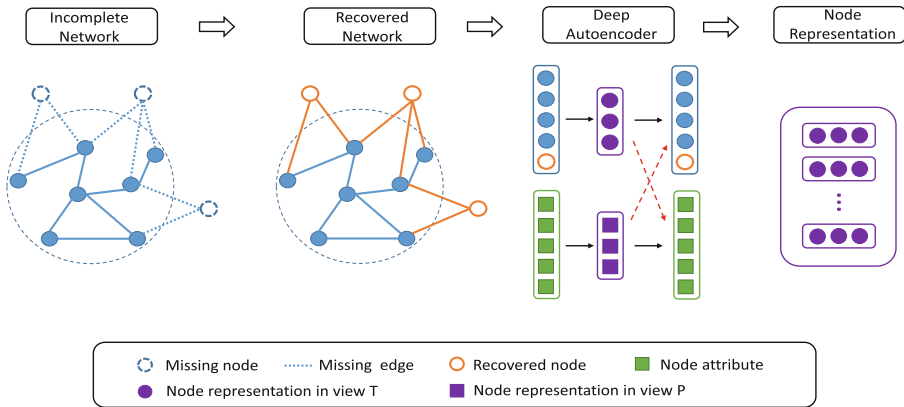 Incomplete
Network
Recovered
Network
Deep
Autoencoder
Node
Representation
Missing node
Missing edge
Recovered node
Node attribute
Node representation in view T
Node representation in view P